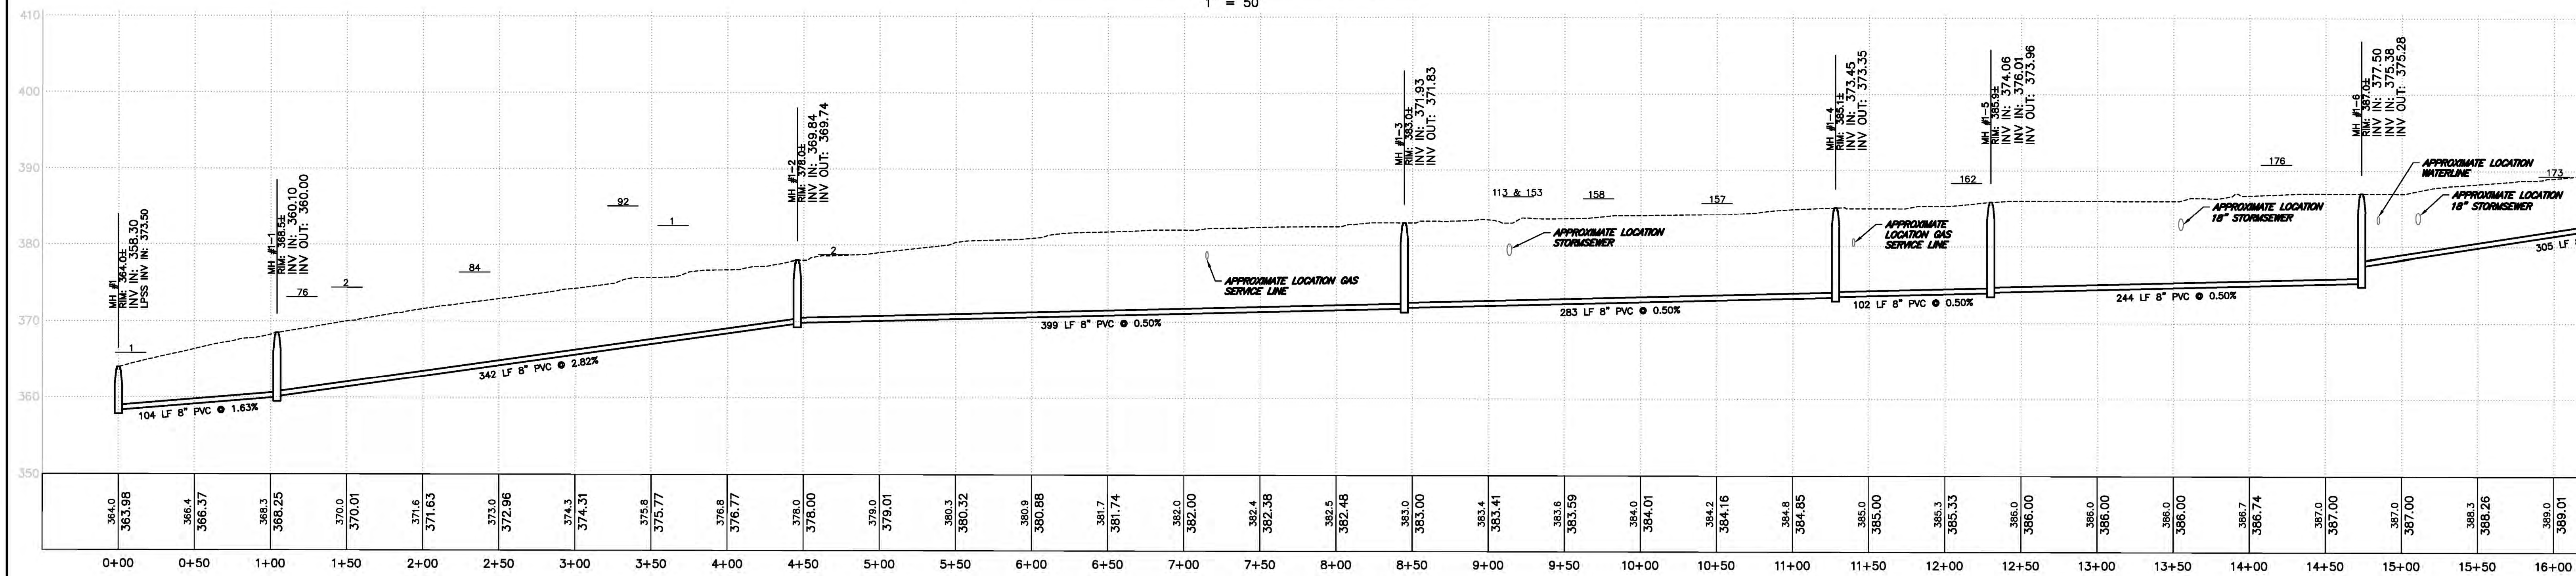 1" = 50'
410
400
390
380
370
360
350
MH #1
RIM: 364.0±
INV IN: 358.30
LPSS INV IN: 373.50
MH #1-1
RIM: 368.5±
INV IN: 360.10
INV OUT: 360.00
MH #1-2
RIM: 378.0±
INV IN: 369.84
INV OUT: 369.74
MH #1-3
RIM: 383.0±
INV IN: 371.93
INV OUT: 371.83
MH #1-4
RIM: 385.1±
INV IN: 373.45
INV OUT: 373.35
MH #1-5
RIM: 385.9±
INV IN: 374.06
INV IN: 376.01
INV OUT: 373.96
MH #1-6
RIM: 387.0±
INV IN: 377.50
INV IN: 375.38
INV OUT: 375.28
1
76
2
84
92
1
2
113 & 153
158
157
162
176
173
APPROXIMATE LOCATION GAS
SERVICE LINE
APPROXIMATE LOCATION
STORMSEWER
APPROXIMATE
LOCATION GAS
SERVICE LINE
APPROXIMATE LOCATION
18" STORMSEWER
APPROXIMATE LOCATION
WATERLINE
APPROXIMATE LOCATION
18" STORMSEWER
104 LF 8" PVC @ 1.63%
342 LF 8" PVC @ 2.82%
399 LF 8" PVC @ 0.50%
283 LF 8" PVC @ 0.50%
102 LF 8" PVC @ 0.50%
244 LF 8" PVC @ 0.50%
305 LF
364.0
363.98
366.4
366.37
368.3
368.25
370.9
370.01
371.6
371.63
373.0
372.96
374.3
374.31
375.8
375.77
376.8
376.77
378.0
378.00
379.0
379.01
380.3
380.32
380.9
380.88
381.7
381.74
382.0
382.00
382.4
382.38
382.5
382.48
383.0
383.00
383.4
383.41
383.6
383.59
384.0
384.01
384.2
384.16
384.8
384.85
385.0
385.00
385.3
385.33
386.0
386.00
386.0
386.00
386.0
386.00
386.7
386.74
387.0
387.00
387.0
387.00
388.3
388.26
389.0
389.01
0+00
0+50
1+00
1+50
2+00
2+50
3+00
3+50
4+00
4+50
5+00
5+50
6+00
6+50
7+00
7+50
8+00
8+50
9+00
9+50
10+00
10+50
11+00
11+50
12+00
12+50
13+00
13+50
14+00
14+50
15+00
15+50
16+00